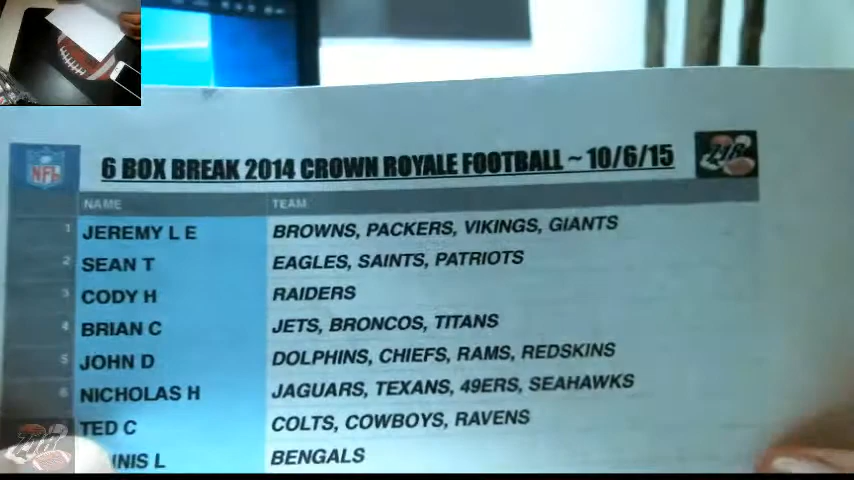 6 BOX BREAK 2014 CROWN ROYALE FOOTBALL ~ 10/6/15
NFL
NAME TEAM
1 JEREMY L E BROWNS, PACKERS, VIKINGS, GIANTS
2 SEAN T EAGLES, SAINTS, PATRIOTS
3 CODY H RAIDERS
4 BRIAN C JETS, BRONCOS, TITANS
5 JOHN D DOLPHINS, CHIEFS, RAMS, REDSKINS
6 NICHOLAS H JAGUARS, TEXANS, 49ERS, SEAHAWKS
TED C COLTS, COWBOYS, RAVENS
NIS L BENGALS